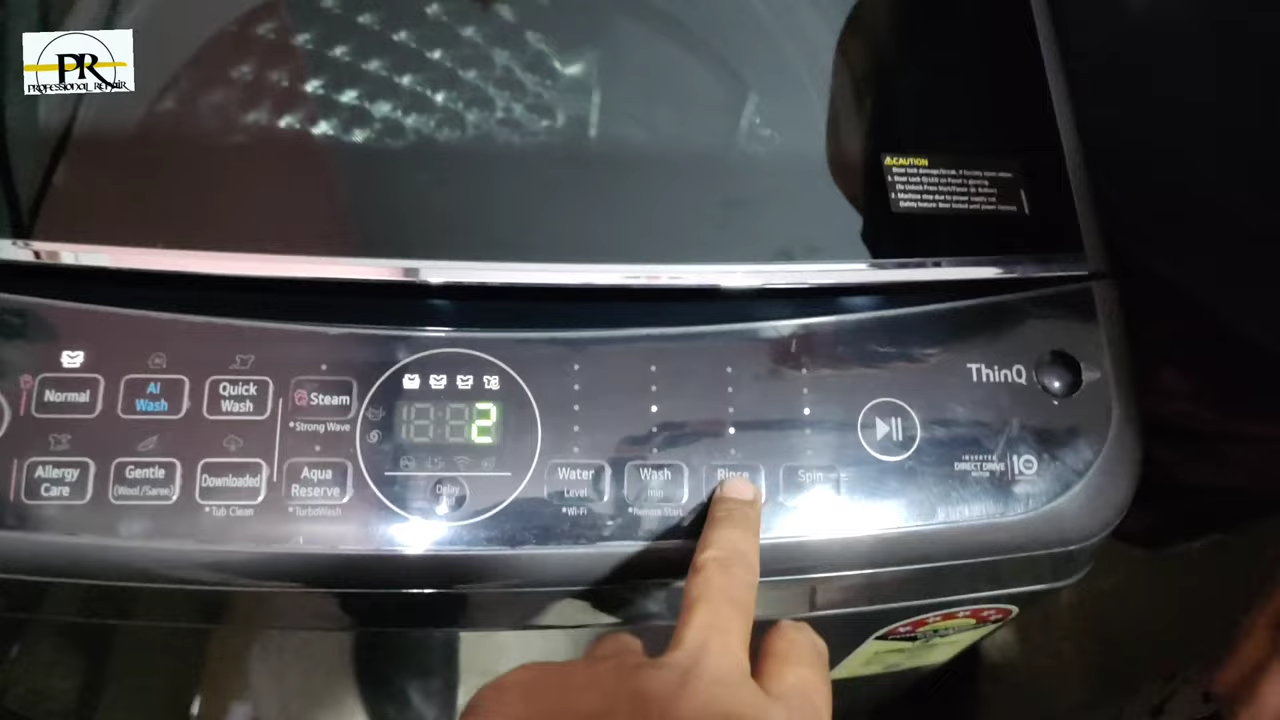 PR
PROFESSIONAL REPAIR
⚠CAUTION
ThinQ
Normal
AI
Wash
Quick
Wash
Steam
*Strong Wave
Allergy
Care
Gentle
(Wool/Saree)
Downloaded
*Tub Clean
Aqua
Reserve
*TurboWash
2
Delay
Water
Level
*Wi-Fi
Wash
min
*Remote Start
Rinse
Spin
INVERTER
DIRECT DRIVE
MOTOR
10